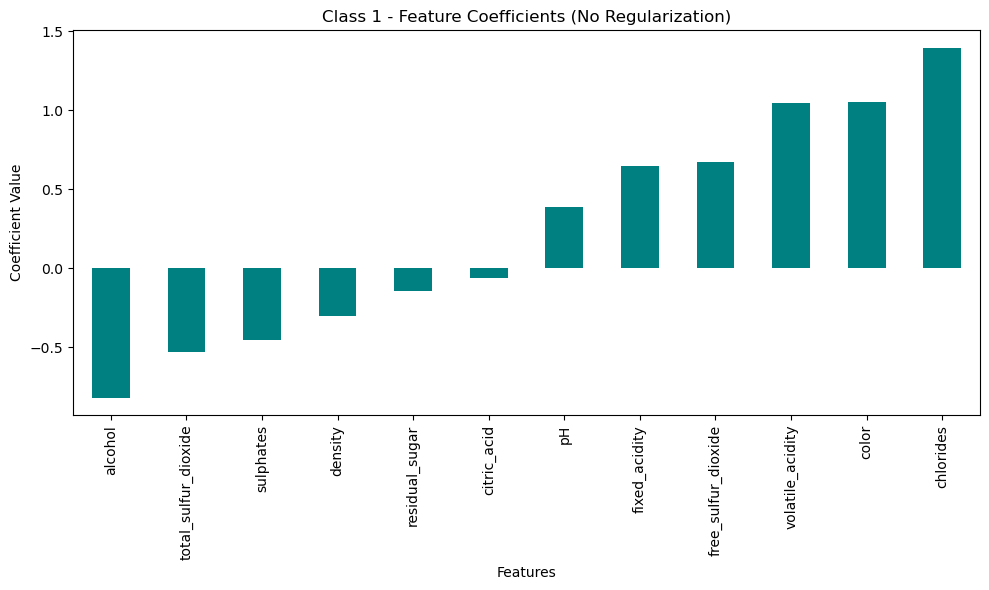 Class 1 - Feature Coefficients (No Regularization)
Coefficient Value
1.5
1.0
0.5
0.0
−0.5
alcohol
total_sulfur_dioxide
sulphates
density
residual_sugar
citric_acid
pH
fixed_acidity
free_sulfur_dioxide
volatile_acidity
color
chlorides
Features